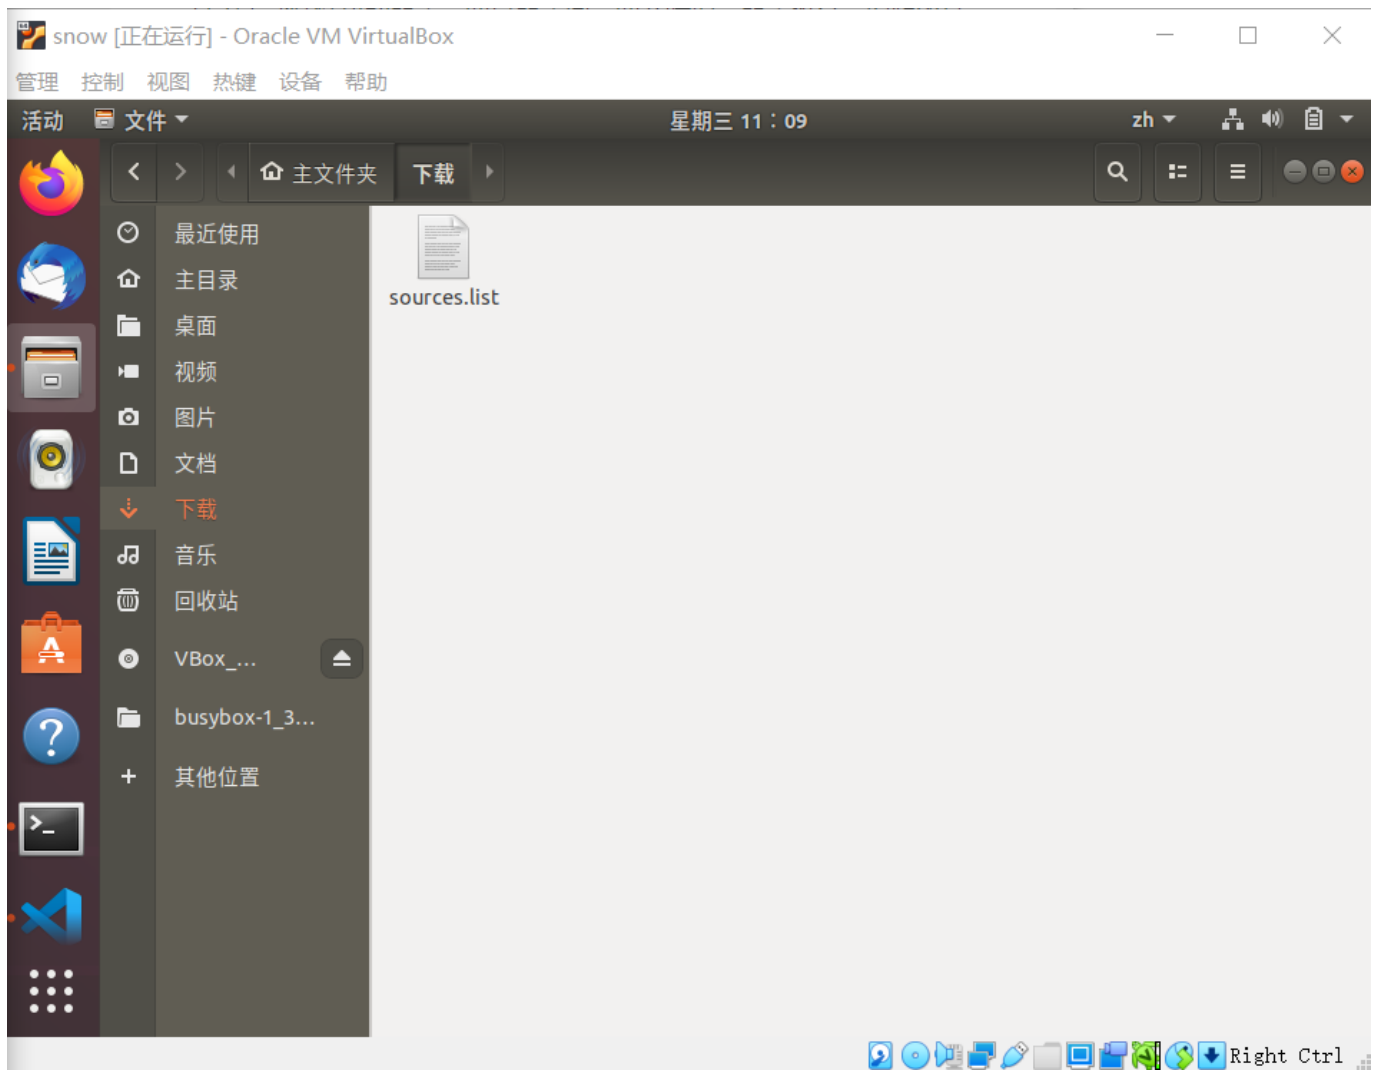 snow [正在运行] - Oracle VM VirtualBox
管理 控制 视图 热键 设备 帮助
活动 文件 星期三 11：09 zh
主文件夹 下载
最近使用
主目录
桌面
视频
图片
文档
下载
音乐
回收站
VBox_...
busybox-1_3...
其他位置
sources.list
Right Ctrl